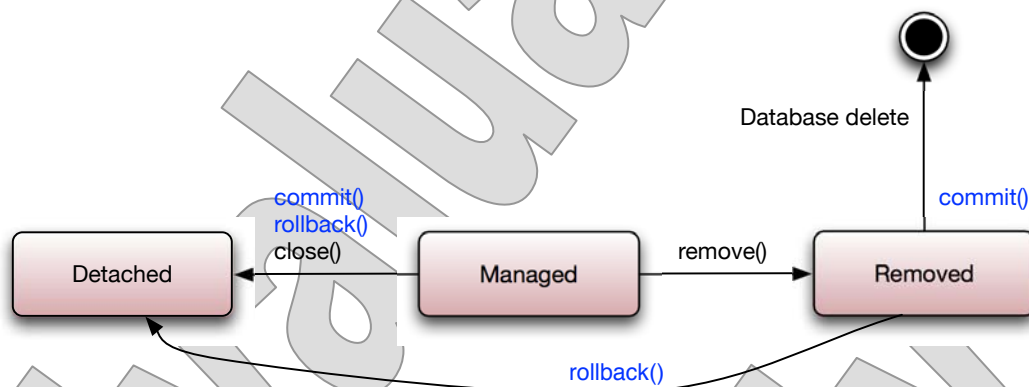 Database delete
commit()
commit()
rollback()
close()
remove()
Detached
Managed
Removed
rollback()